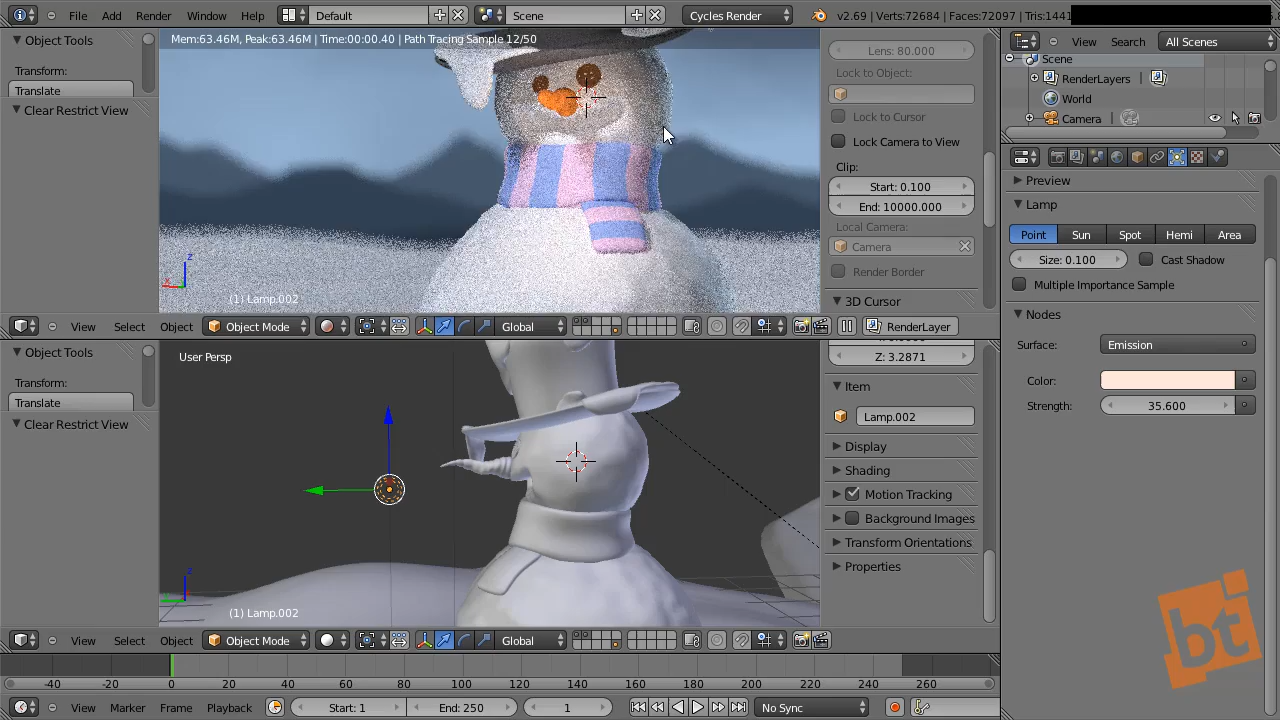 File Add Render Window Help Default Scene Cycles Render v2.69 | Verts:72684 | Faces:72097
Object Tools
Transform:
Translate
Clear Restrict View
Mem:63.46M, Peak:63.46M | Time:00:00.40 | Path Tracing Sample 12/50
(1) Lamp.002
Lens: 80.000
Lock to Object:
Lock to Cursor
Lock Camera to View
Clip:
Start: 0.100
End: 10000.000
Local Camera:
Camera
Render Border
3D Cursor
View Select Object Object Mode Global RenderLayer
Object Tools
Transform:
Translate
Clear Restrict View
User Persp
(1) Lamp.002
Z: 3.2871
Item
Lamp.002
Display
Shading
Motion Tracking
Background Images
Transform Orientations
Properties
View Select Object Object Mode Global
-40 -20 0 20 40 60 80 100 120 140 160 180 200 220 240 260
View Marker Frame Playback Start: 1 End: 250 1 No Sync
View Search All Scenes
Scene
RenderLayers
World
Camera
Preview
Lamp
Point Sun Spot Hemi Area
Size: 0.100 Cast Shadow
Multiple Importance Sample
Nodes
Surface: Emission
Color:
Strength: 35.600
bt